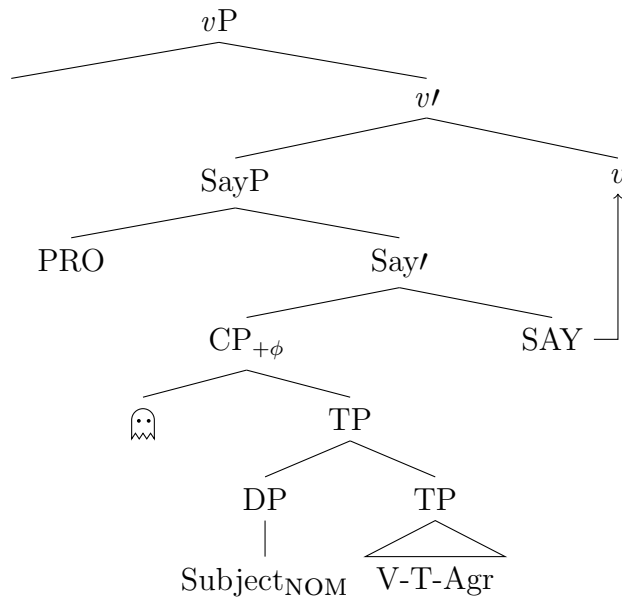 vP
v′
SayP v
PRO Say′
CP+ϕ SAY
TP
DP TP
SubjectNOM V-T-Agr